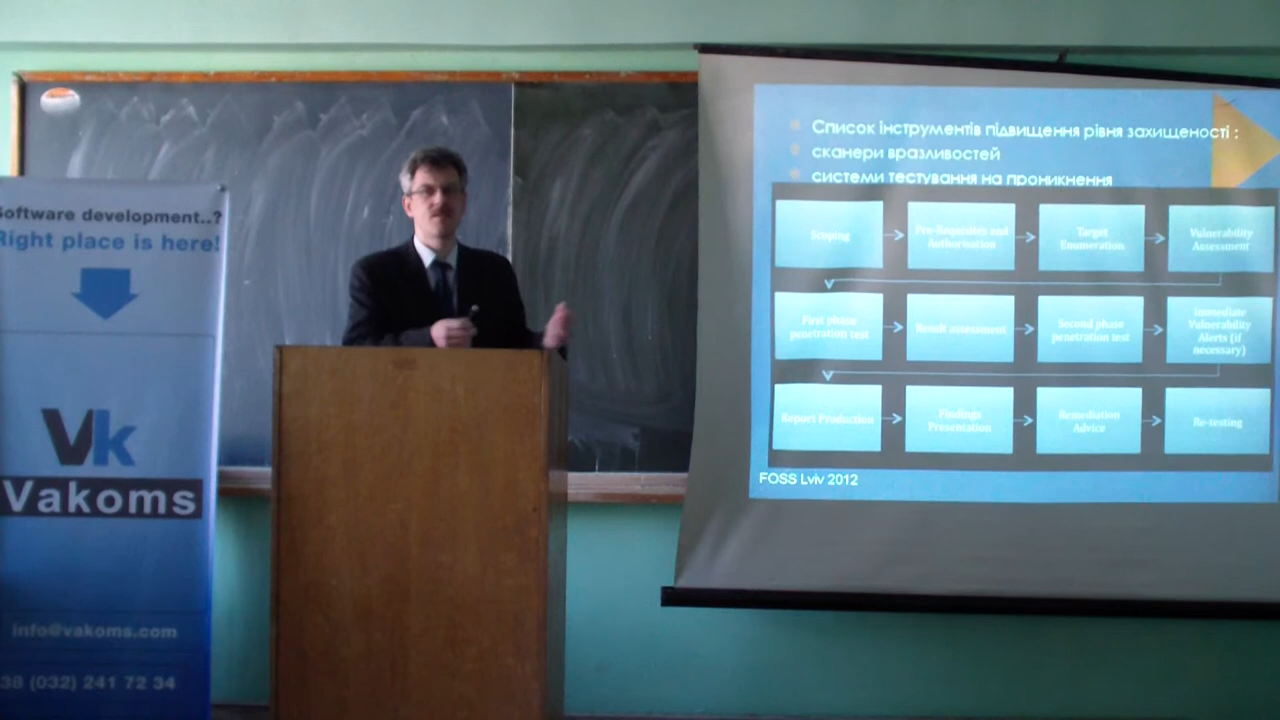 Software development..?
Right place is here!
Vk
Vakoms
info@vakoms.com
38 (032) 241 72 34
Список інструментів підвищення рівня захищеності :
сканери вразливостей
системи тестування на проникнення
Scoping
Pre-Requisites and
Authorisation
Target
Enumeration
Vulnerability
Assessment
First phase
penetration test
Result assessment
Second phase
penetration test
Immediate
Vulnerability
Alerts (if
necessary)
Report Production
Findings
Presentation
Remediation
Advice
Re-testing
FOSS Lviv 2012